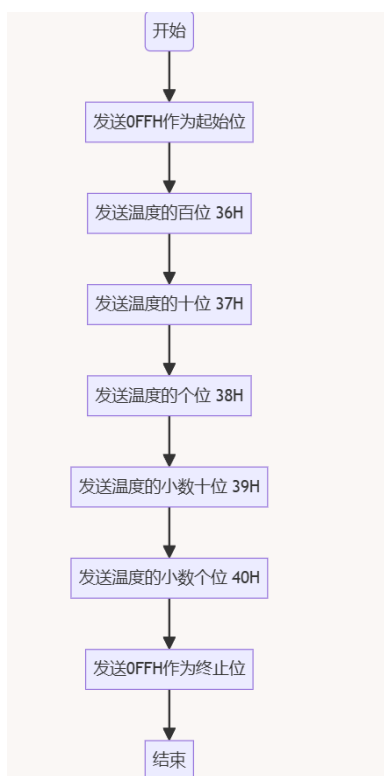 开始
发送0FFH作为起始位
发送温度的百位 36H
发送温度的十位 37H
发送温度的个位 38H
发送温度的小数十位 39H
发送温度的小数个位 40H
发送0FFH作为终止位
结束